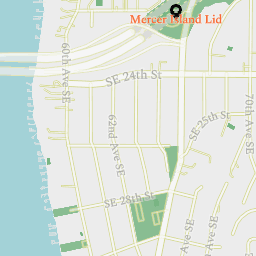 Mercer Island Lid
60th Ave SE
SE 24th St
SE 25th St
70th Ave SE
62nd Ave SE
SE 28th St